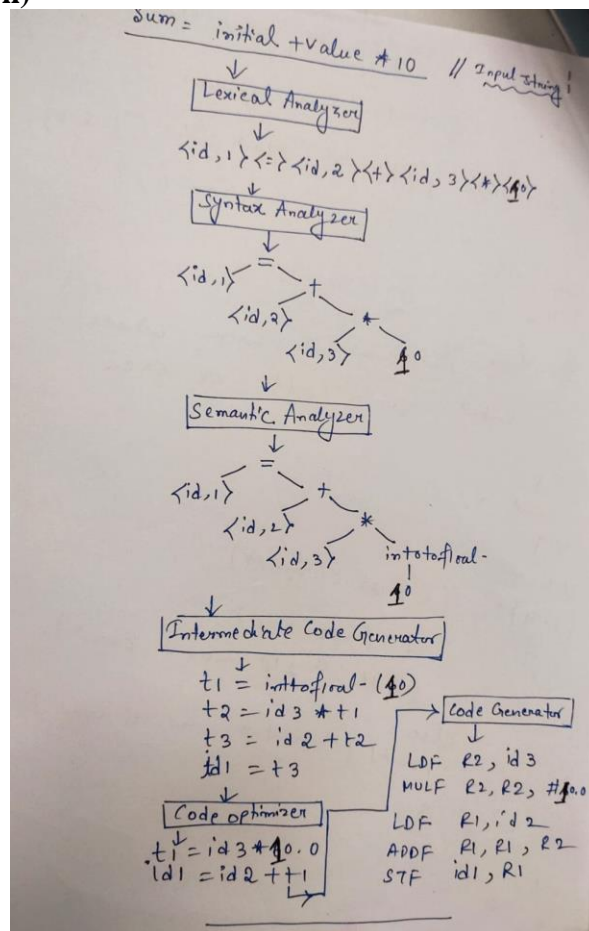 n)
Sum = initial + value * 10 // Input string
Lexical Analyzer
<id, 1> <=> <id, 2> <+> <id, 3> <*> <10>
Syntax Analyzer
=
<id, 1> +
<id, 2> *
<id, 3> 10
Semantic Analyzer
=
<id, 1> +
<id, 2> *
<id, 3> intotofloat
10
Intermediate Code Generator
t1 = inttofloat (10)
t2 = id3 * t1
t3 = id2 + t2
id1 = t3
Code optimizer
t1 = id3 * 10.0
id1 = id2 + t1
Code Generator
LDF R2, id3
MULF R2, R2, #10.0
LDF R1, id2
ADDF R1, R1, R2
STF id1, R1